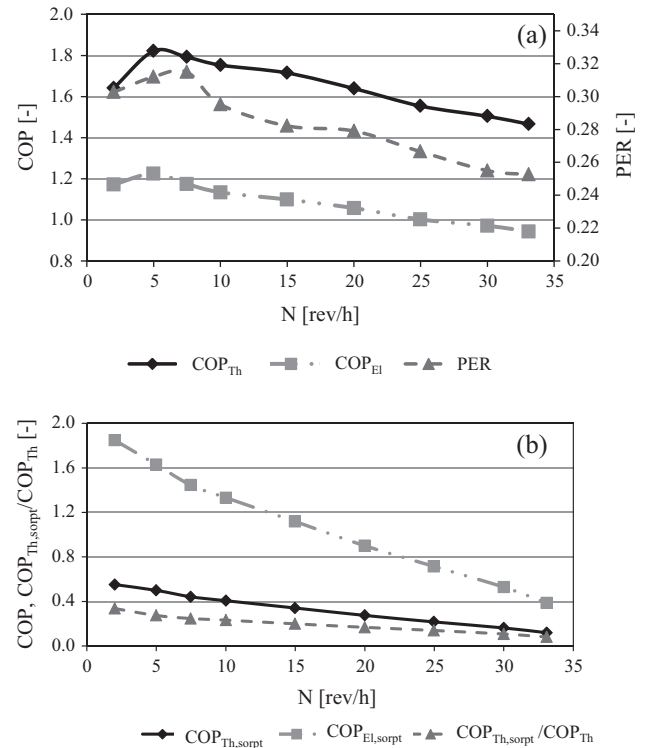 (a)
COP [-]
2.0
1.8
1.6
1.4
1.2
1.0
0.8
0.34
0.32
0.30
0.28
0.26
0.24
0.22
0.20
PER [-]
0 5 10 15 20 25 30 35
N [rev/h]
COP_Th COP_El PER
(b)
COP, COP_Th,sorpt/COP_Th [-]
2.0
1.6
1.2
0.8
0.4
0.0
0 5 10 15 20 25 30 35
N [rev/h]
COP_Th,sorpt COP_El,sorpt COP_Th,sorpt /COP_Th